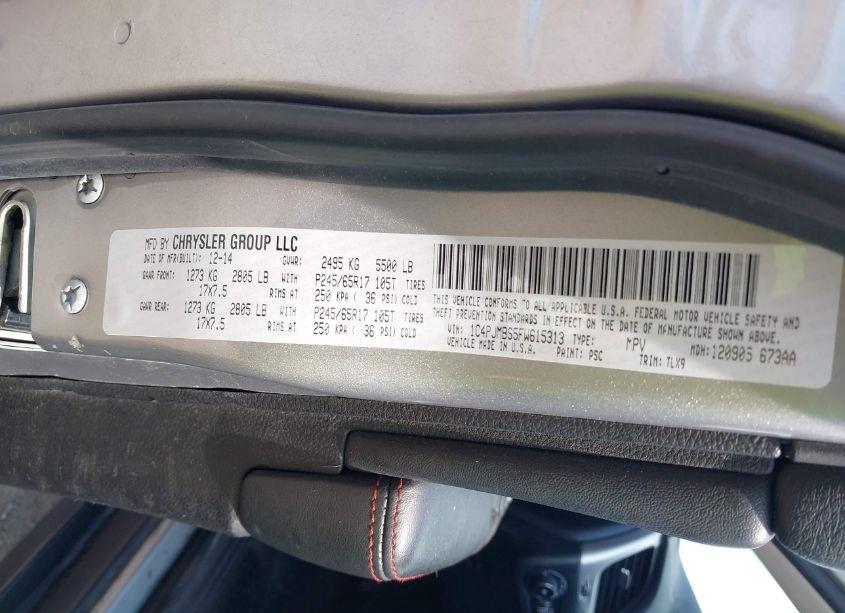 MFD BY CHRYSLER GROUP LLC
DATE OF MFR(BUILT): 12-14 GVWR: 2495 KG 5500 LB
GAWR FRONT: 1273 KG 2805 LB WITH P245/65R17 105T TIRES
17X7.5 RIMS AT 250 KPA ( 36 PSI) COLD
GAWR REAR: 1273 KG 2805 LB WITH P245/65R17 105T TIRES
17X7.5 RIMS AT 250 KPA ( 36 PSI) COLD
THIS VEHICLE CONFORMS TO ALL APPLICABLE U.S.A. FEDERAL MOTOR VEHICLE SAFETY AND
THEFT PREVENTION STANDARDS IN EFFECT ON THE DATE OF MANUFACTURE SHOWN ABOVE.
VIN: 1C4PJMBS5FW615313 TYPE: MPV MDH: 120905 673AA
VEHICLE MADE IN U.S.A. PAINT: PSC TRIM: TLX9